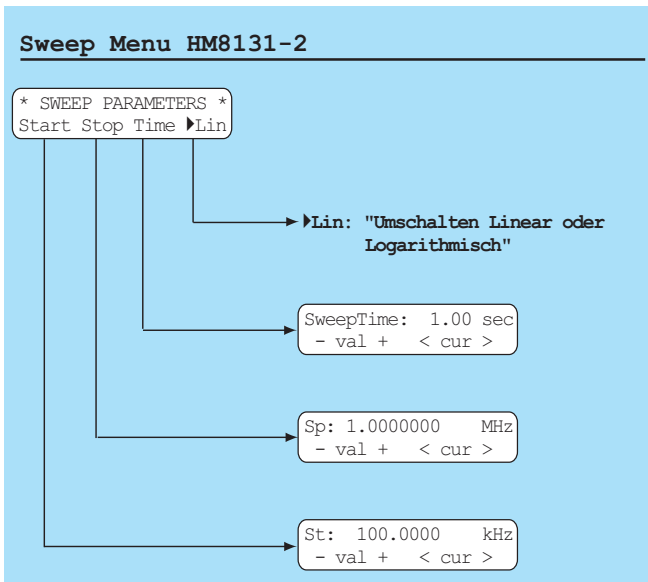 Sweep Menu HM8131-2
* SWEEP PARAMETERS *
Start Stop Time Lin
Lin: "Umschalten Linear oder
Logarithmisch"
SweepTime: 1.00 sec
- val + < cur >
Sp: 1.0000000 MHz
- val + < cur >
St: 100.0000 kHz
- val + < cur >